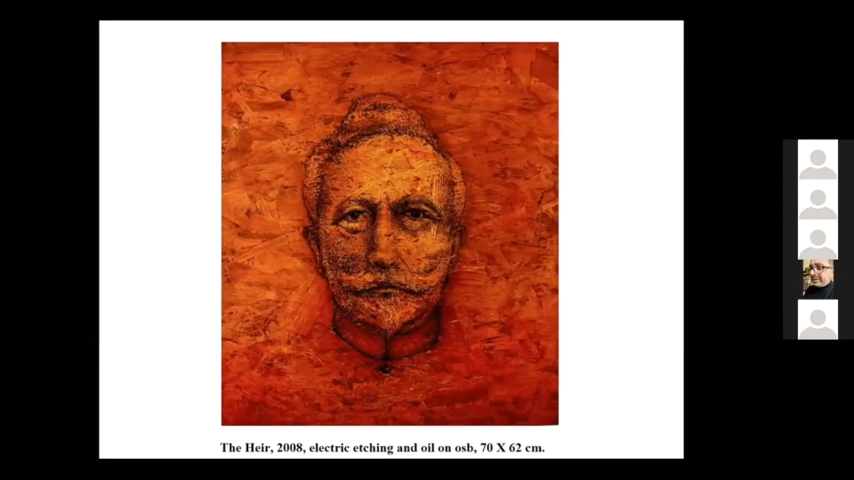 The Heir, 2008, electric etching and oil on osb, 70 X 62 cm.